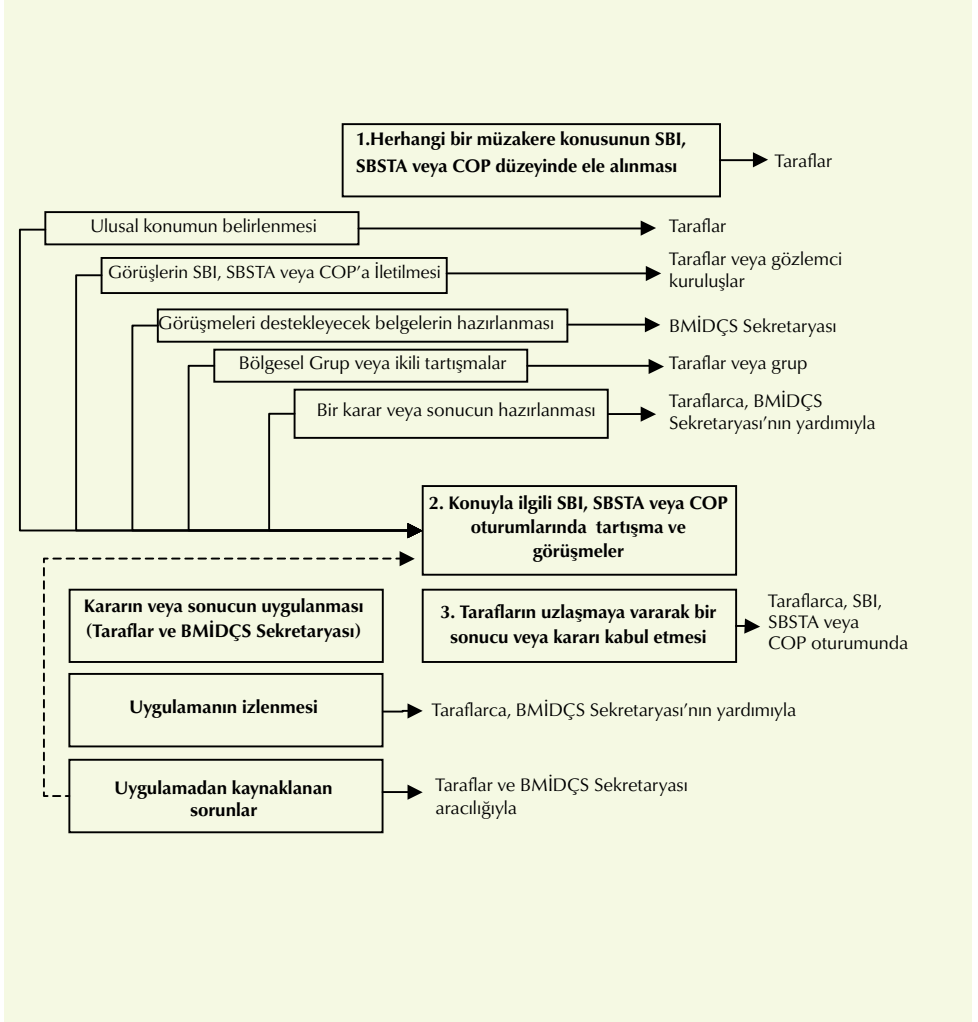 1.Herhangi bir müzakere konusunun SBI,
SBSTA veya COP düzeyinde ele alınması
Taraflar
Ulusal konumun belirlenmesi
Taraflar
Görüşlerin SBI, SBSTA veya COP’a İletilmesi
Taraflar veya gözlemci
kuruluşlar
Görüşmeleri destekleyecek belgelerin hazırlanması
BMİDÇS Sekretaryası
Bölgesel Grup veya ikili tartışmalar
Taraflar veya grup
Bir karar veya sonucun hazırlanması
Taraflarca, BMİDÇS
Sekretaryası’nın yardımıyla
2. Konuyla ilgili SBI, SBSTA veya COP
oturumlarında tartışma ve
görüşmeler
Kararın veya sonucun uygulanması
(Taraflar ve BMİDÇS Sekretaryası)
3. Tarafların uzlaşmaya vararak bir
sonucu veya kararı kabul etmesi
Taraflarca, SBI,
SBSTA veya
COP oturumunda
Uygulamanın izlenmesi
Taraflarca, BMİDÇS Sekretaryası’nın yardımıyla
Uygulamadan kaynaklanan
sorunlar
Taraflar ve BMİDÇS Sekretaryası
aracılığıyla